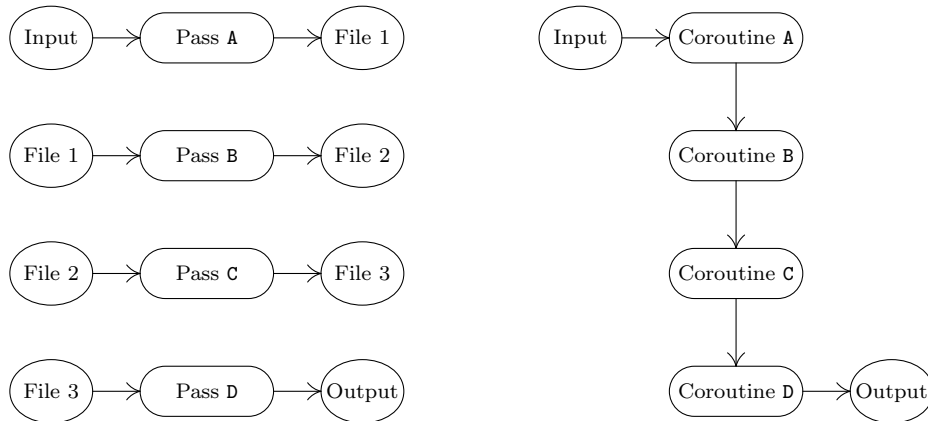 Input Pass A File 1 Input Coroutine A
File 1 Pass B File 2 Coroutine B
File 2 Pass C File 3 Coroutine C
File 3 Pass D Output Coroutine D Output